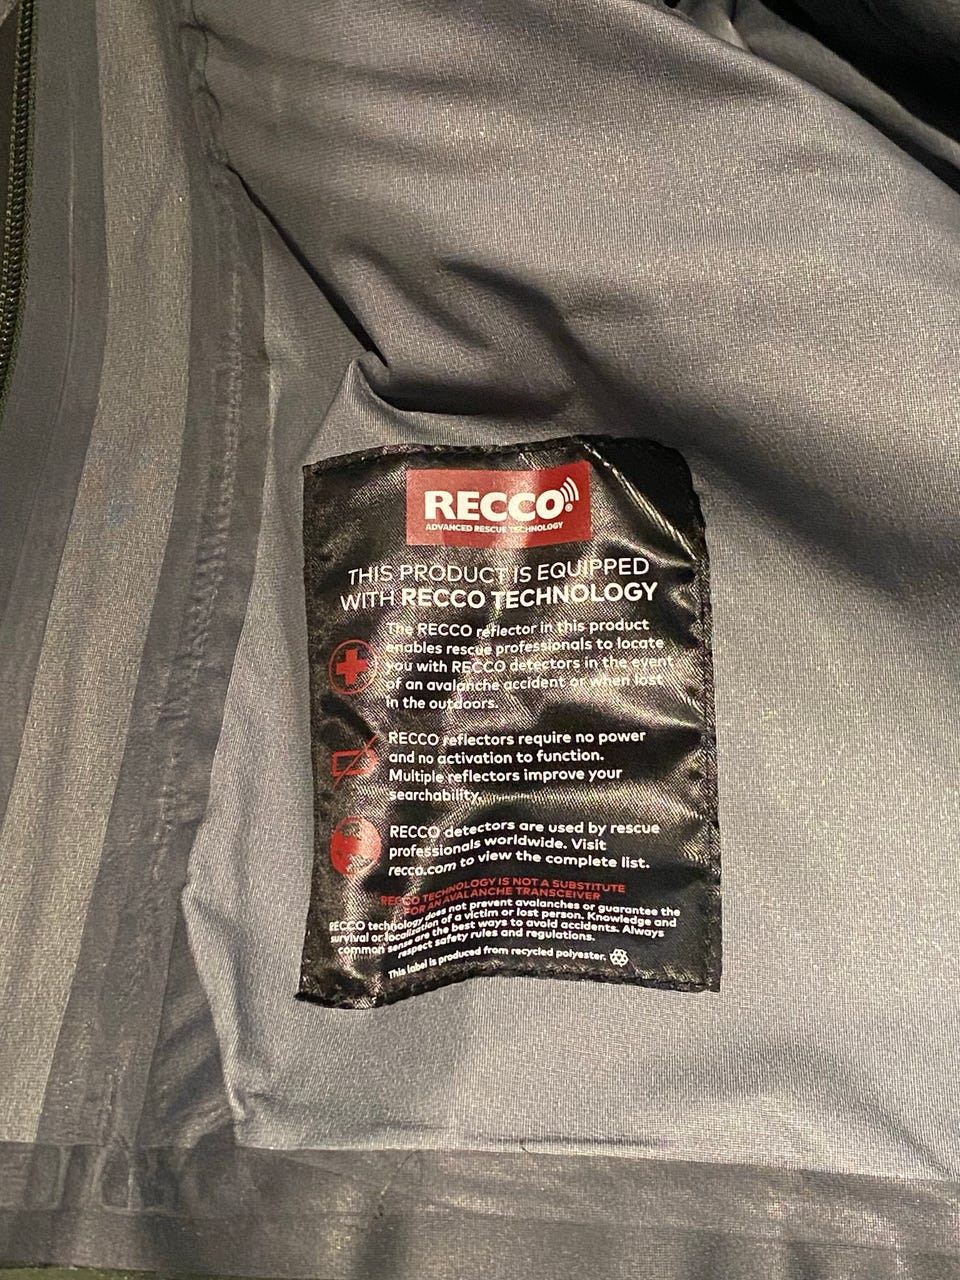 RECCO®
ADVANCED RESCUE TECHNOLOGY
THIS PRODUCT IS EQUIPPED
WITH RECCO TECHNOLOGY
The RECCO reflector in this product
enables rescue professionals to locate
you with RECCO detectors in the event
of an avalanche accident or when lost
in the outdoors.
RECCO reflectors require no power
and no activation to function.
Multiple reflectors improve your
searchability.
RECCO detectors are used by rescue
professionals worldwide. Visit
recco.com to view the complete list.
RECCO TECHNOLOGY IS NOT A SUBSTITUTE
FOR AN AVALANCHE TRANSCEIVER
RECCO technology does not prevent avalanches or guarantee the
survival or localization of a victim or lost person. Knowledge and
common sense are the best ways to avoid accidents. Always
respect safety rules and regulations.
This label is produced from recycled polyester.